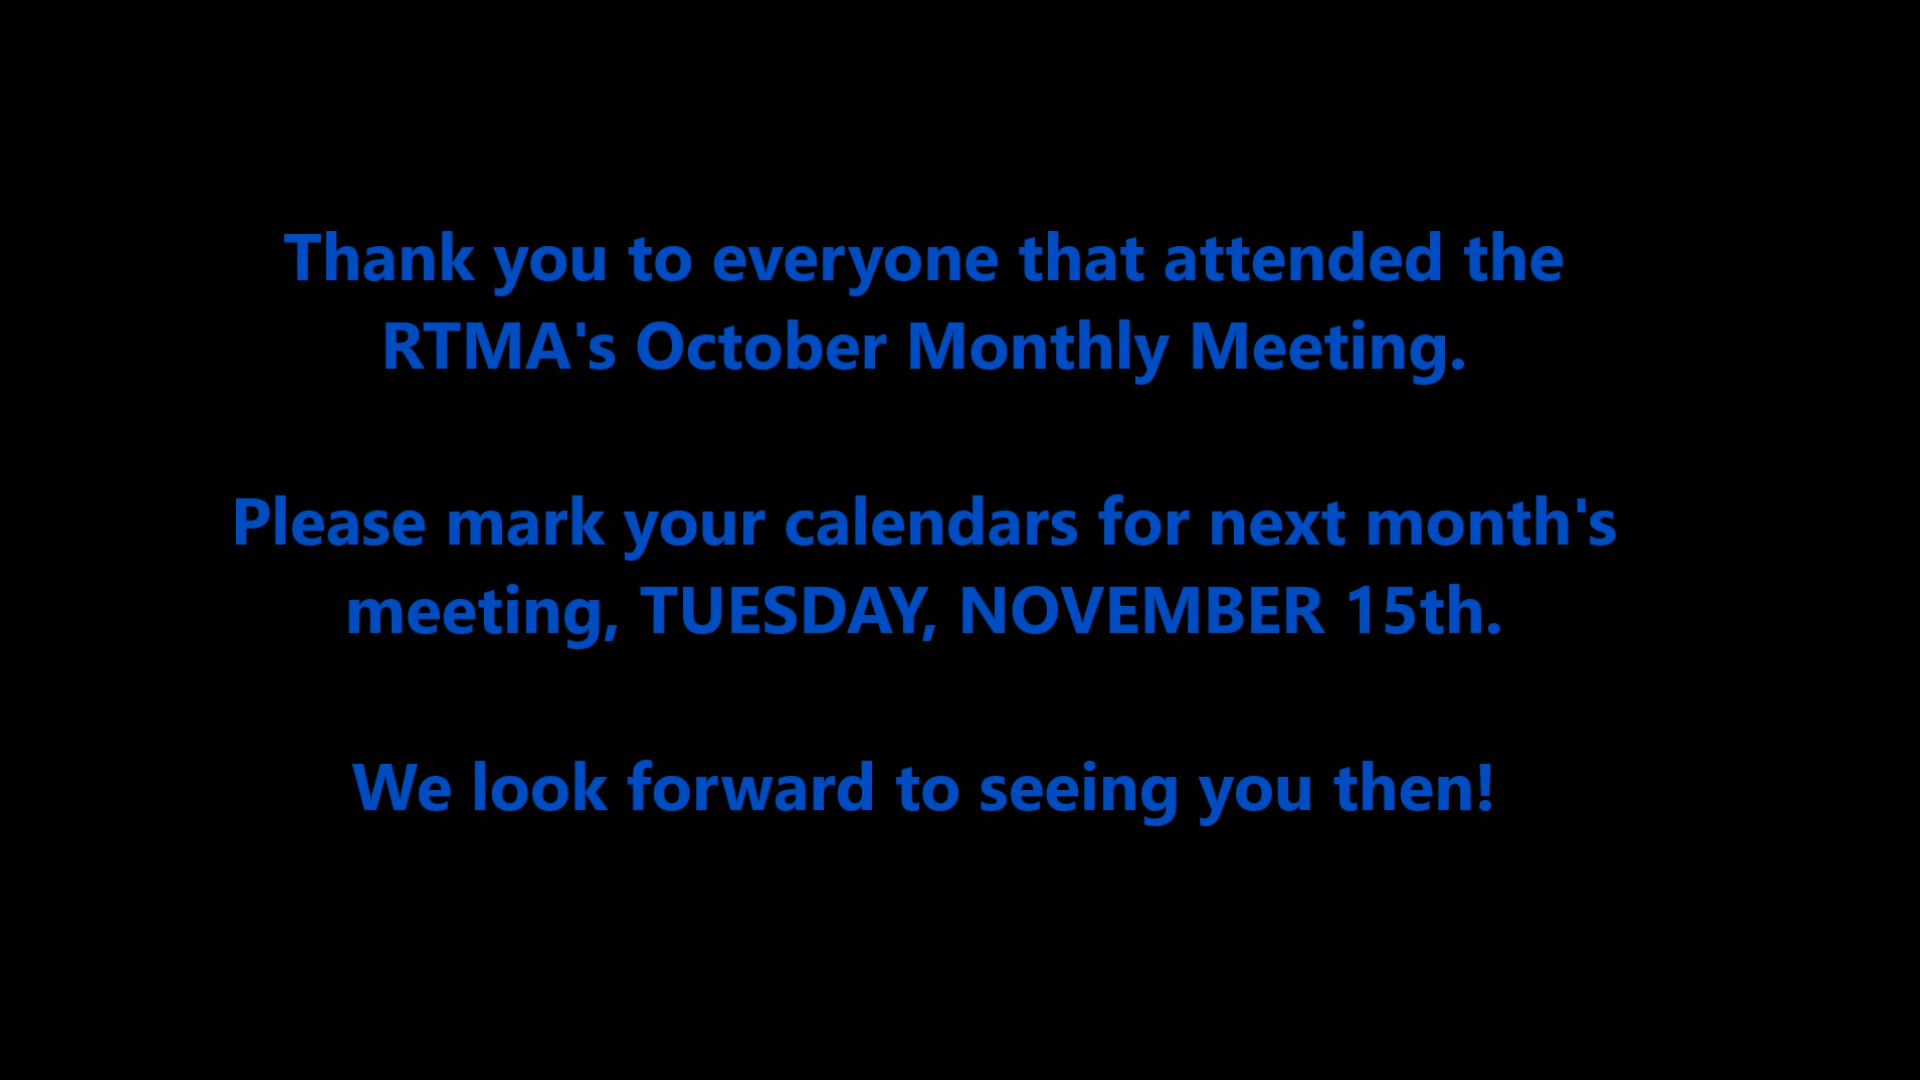 Thank you to everyone that attended the
RTMA's October Monthly Meeting.
Please mark your calendars for next month's
meeting, TUESDAY, NOVEMBER 15th.
We look forward to seeing you then!